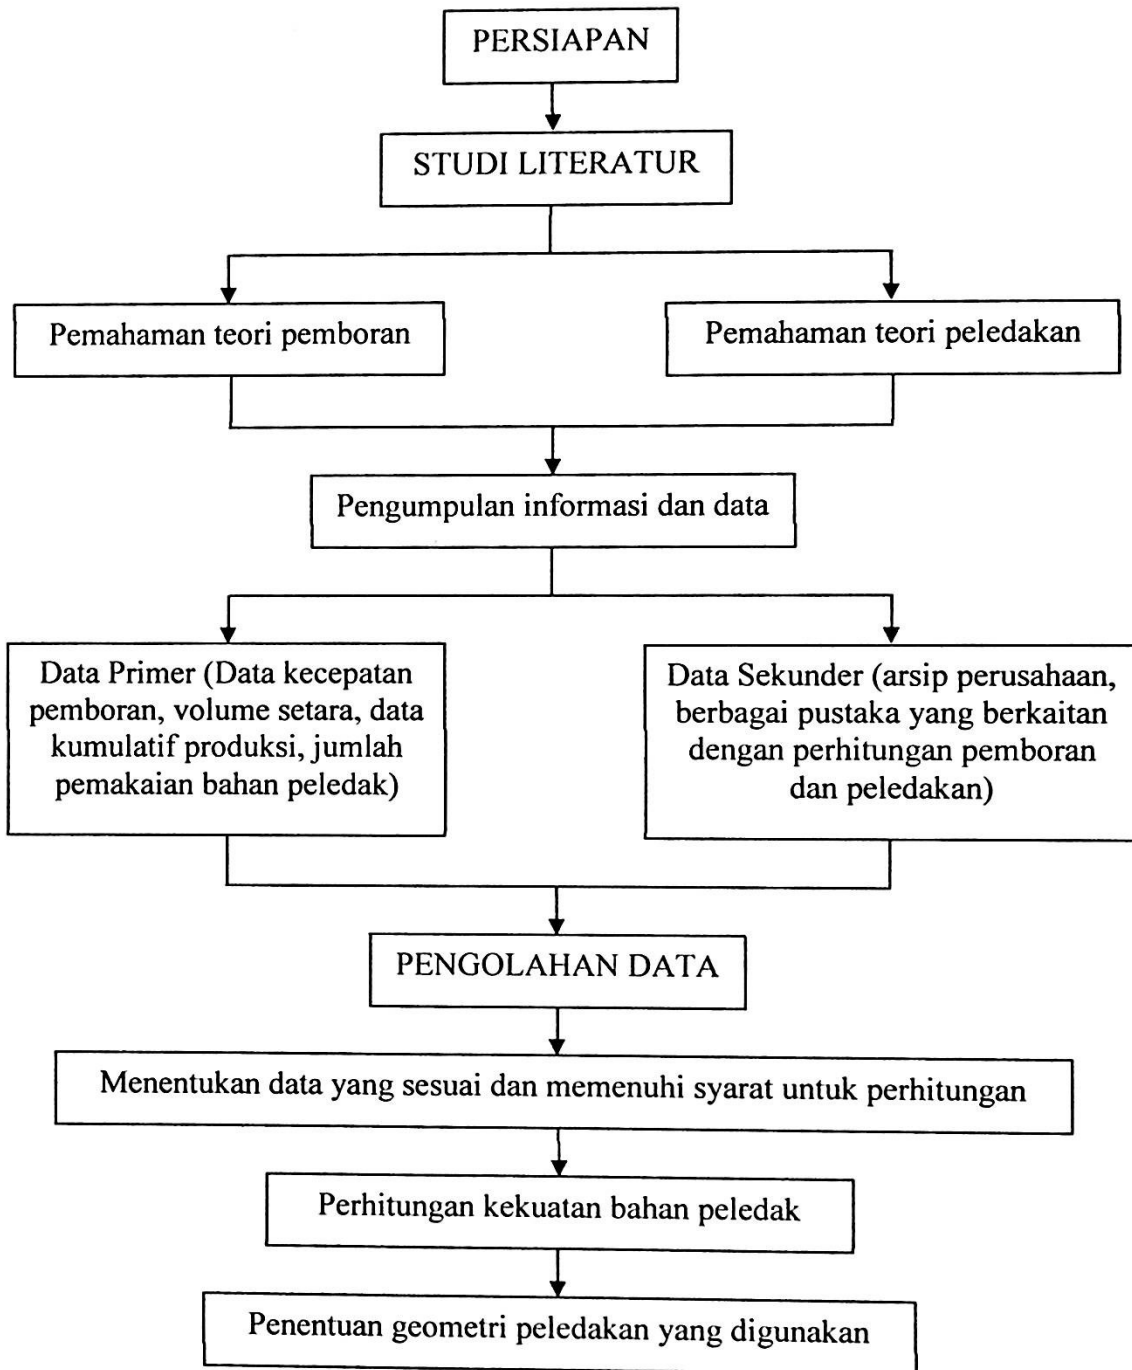 PERSIAPAN
STUDI LITERATUR
Pemahaman teori pemboran
Pemahaman teori peledakan
Pengumpulan informasi dan data
Data Primer (Data kecepatan
pemboran, volume setara, data
kumulatif produksi, jumlah
pemakaian bahan peledak)
Data Sekunder (arsip perusahaan,
berbagai pustaka yang berkaitan
dengan perhitungan pemboran
dan peledakan)
PENGOLAHAN DATA
Menentukan data yang sesuai dan memenuhi syarat untuk perhitungan
Perhitungan kekuatan bahan peledak
Penentuan geometri peledakan yang digunakan